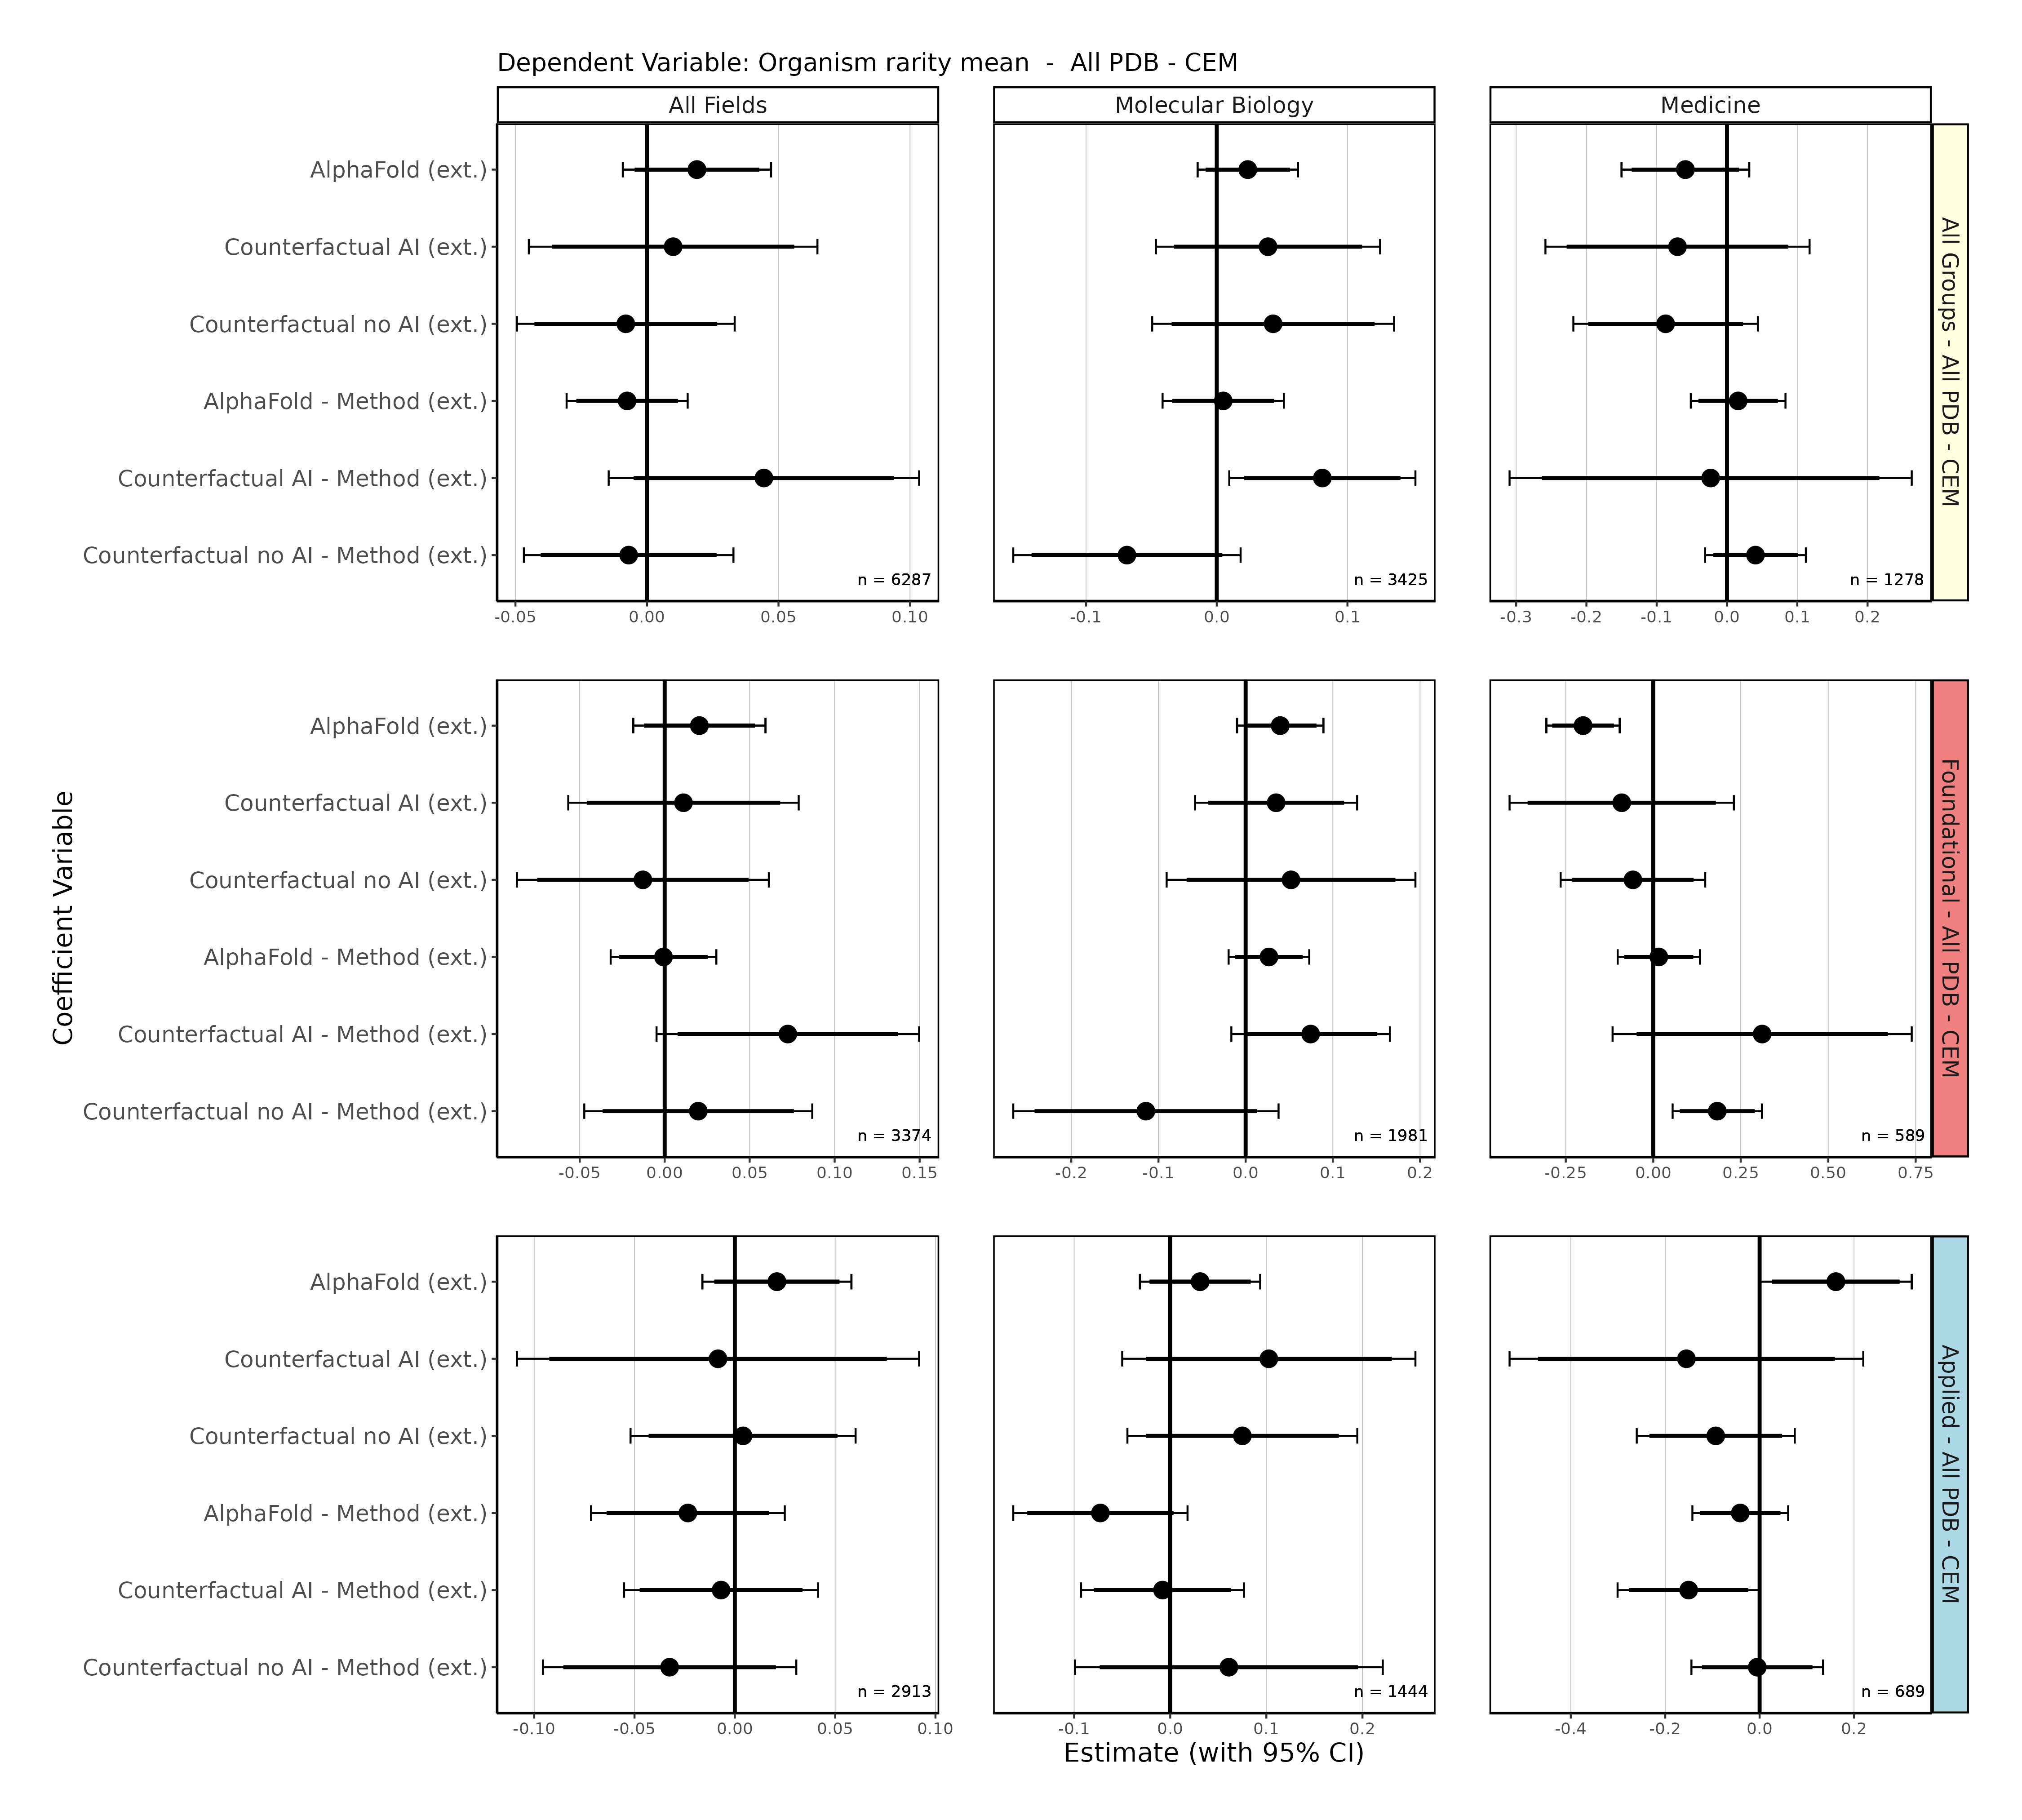 Dependent Variable: Organism rarity mean - All PDB - CEM
All Fields
Molecular Biology
Medicine
AlphaFold (ext.)
Counterfactual AI (ext.)
Counterfactual no AI (ext.)
AlphaFold - Method (ext.)
Counterfactual AI - Method (ext.)
Counterfactual no AI - Method (ext.)
n = 6287
n = 3425
n = 1278
-0.05 0.00 0.05 0.10
-0.1 0.0 0.1
-0.3 -0.2 -0.1 0.0 0.1 0.2
All Groups - All PDB - CEM
Coefficient Variable
AlphaFold (ext.)
Counterfactual AI (ext.)
Counterfactual no AI (ext.)
AlphaFold - Method (ext.)
Counterfactual AI - Method (ext.)
Counterfactual no AI - Method (ext.)
n = 3374
n = 1981
n = 589
-0.05 0.00 0.05 0.10 0.15
-0.2 -0.1 0.0 0.1 0.2
-0.25 0.00 0.25 0.50 0.75
Foundational - All PDB - CEM
AlphaFold (ext.)
Counterfactual AI (ext.)
Counterfactual no AI (ext.)
AlphaFold - Method (ext.)
Counterfactual AI - Method (ext.)
Counterfactual no AI - Method (ext.)
n = 2913
n = 1444
n = 689
-0.10 -0.05 0.00 0.05 0.10
-0.1 0.0 0.1 0.2
-0.4 -0.2 0.0 0.2
Applied - All PDB - CEM
Estimate (with 95% CI)